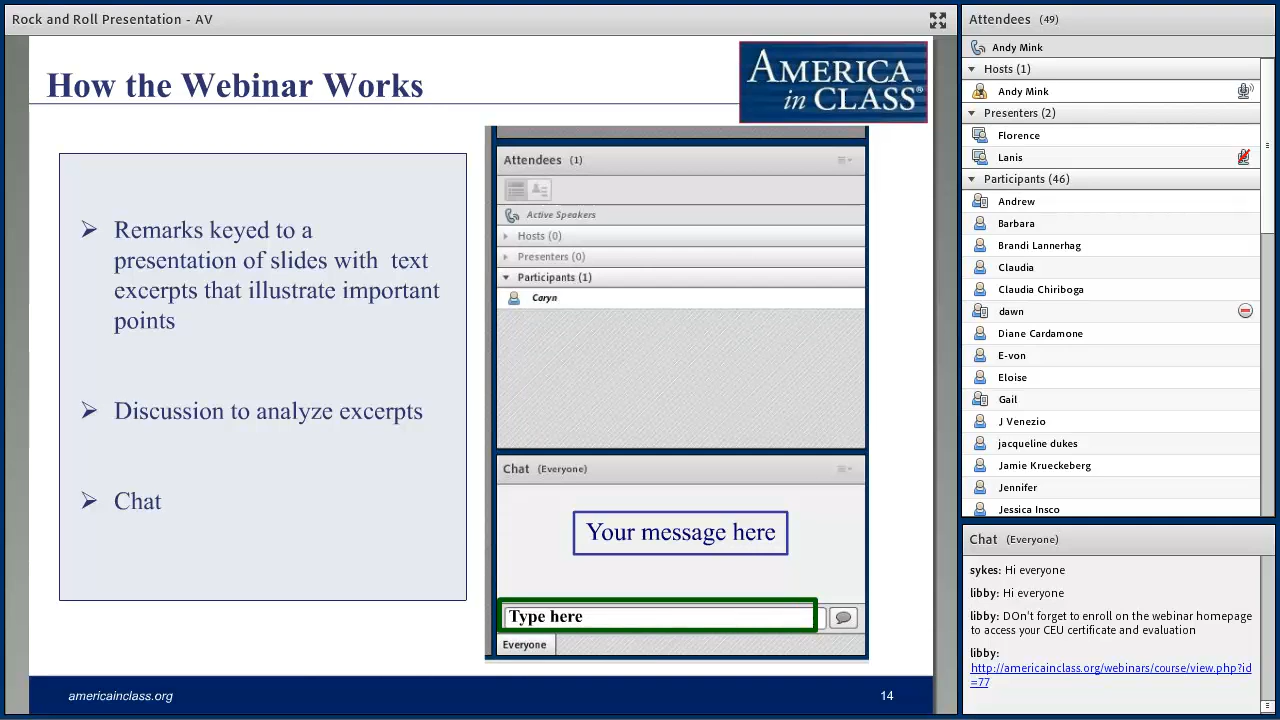 Rock and Roll Presentation - AV
How the Webinar Works
AMERICA
in CLASS®
Remarks keyed to a
presentation of slides with text
excerpts that illustrate important
points
Discussion to analyze excerpts
Chat
Attendees (1)
Active Speakers
Hosts (0)
Presenters (0)
Participants (1)
Caryn
Chat (Everyone)
Your message here
Type here
Everyone
americainclass.org
14
Attendees (49)
Andy Mink
Hosts (1)
Andy Mink
Presenters (2)
Florence
Lanis
Participants (46)
Andrew
Barbara
Brandi Lannerhag
Claudia
Claudia Chiriboga
dawn
Diane Cardamone
E-von
Eloise
Gail
J Venezio
jacqueline dukes
Jamie Krueckeberg
Jennifer
Jessica Insco
Chat (Everyone)
sykes: Hi everyone
libby: Hi everyone
libby: DOn't forget to enroll on the webinar homepage
to access your CEU certificate and evaluation
libby:
http://americainclass.org/webinars/course/view.php?id
=77